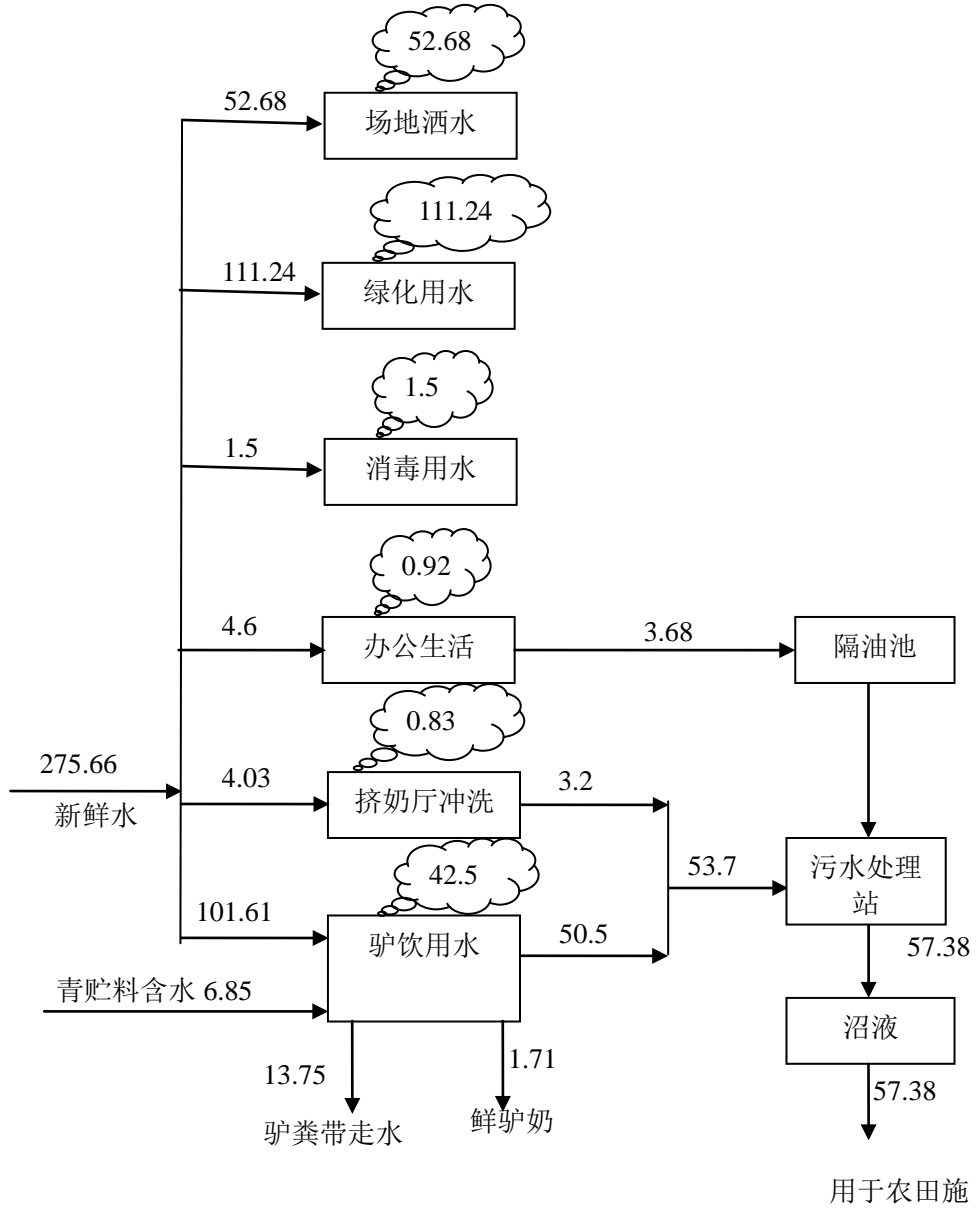 52.68
52.68
场地洒水
111.24
111.24
绿化用水
1.5
1.5
消毒用水
0.92
4.6
办公生活
3.68
隔油池
0.83
275.66
新鲜水
4.03
挤奶厅冲洗
3.2
42.5
53.7
污水处理
站
101.61
驴饮用水
50.5
57.38
青贮料含水 6.85
沼液
13.75
1.71
57.38
驴粪带走水
鲜驴奶
用于农田施